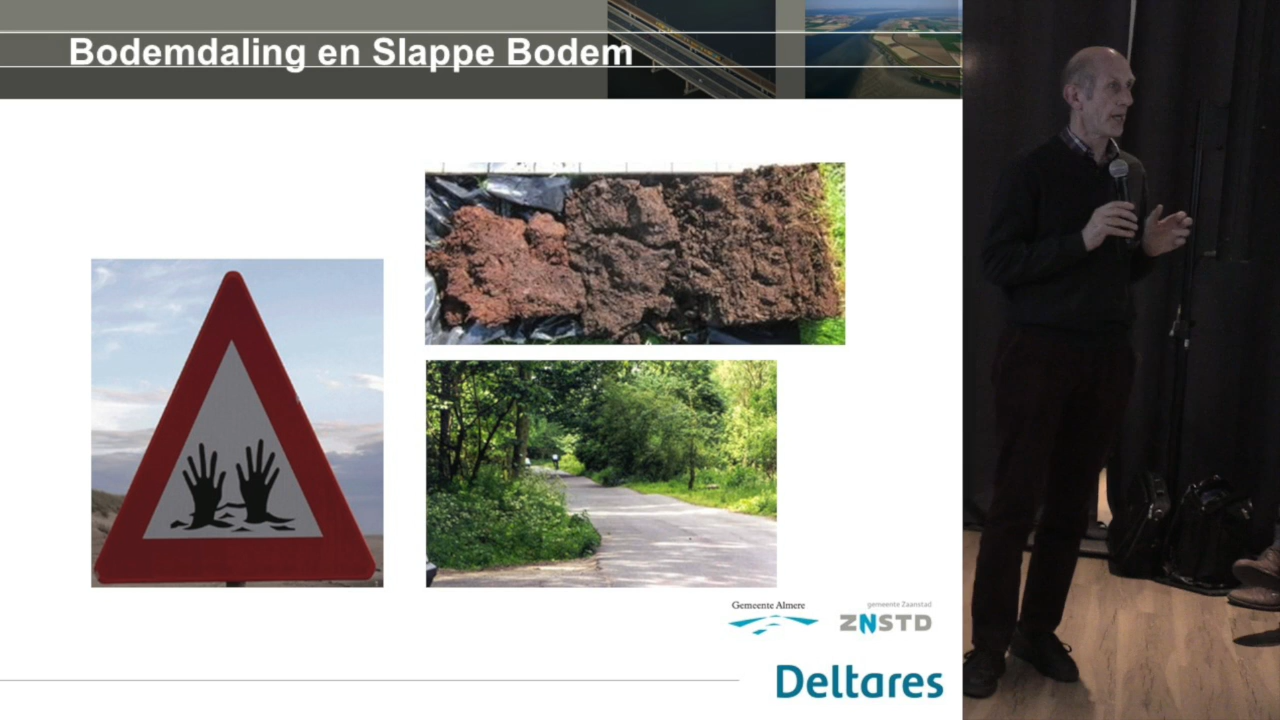 Bodemdaling en Slappe Bodem
Gemeente Almere
gemeente Zaanstad
ZNSTD
Deltares